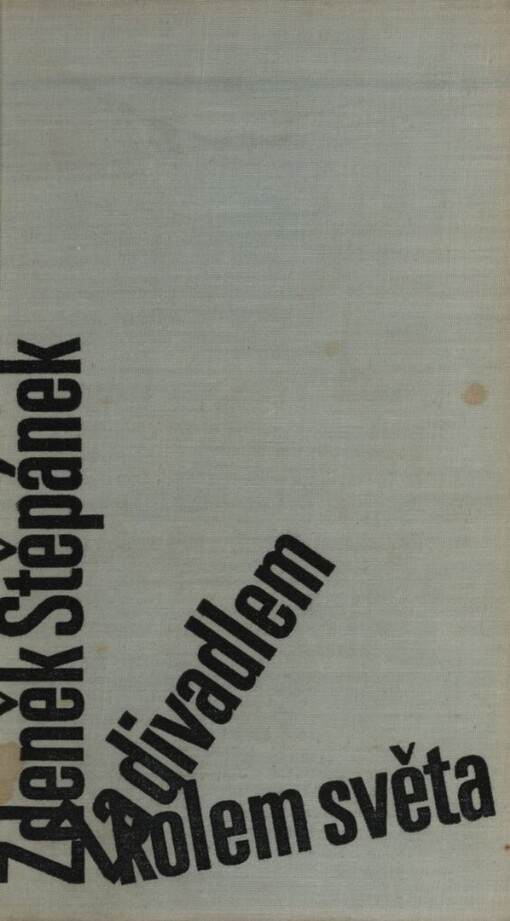 Zdeněk Štěpánek
Za divadlem
kolem světa